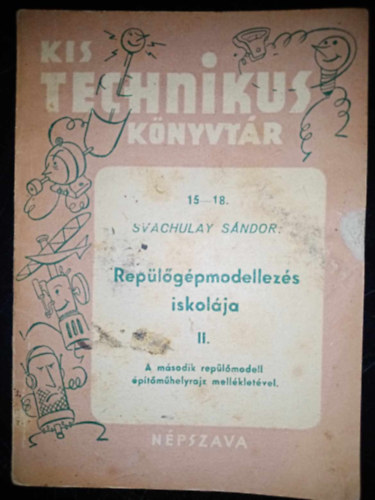 KIS
TECHNIKUS
KÖNYVTÁR
15—18.
SVACHULAY SÁNDOR:
Repülőgépmodellezés
iskolája
II.
A második repülőmodell
építőműhelyrajz mellékletével.
NÉPSZAVA